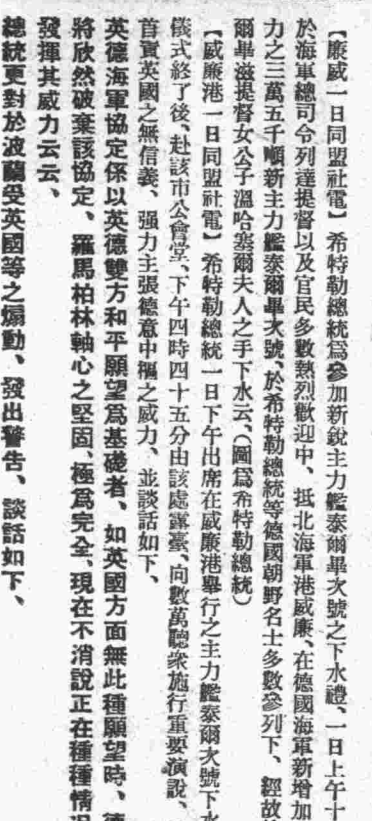 【廉威一日同盟社電】希特勒總統爲參加新銳主力艦泰爾畢次號之下水禮、一日上午十
於海軍總司令列達提督以及官民多數熱烈歡迎中、抵北海軍港威廉、在德國海軍新增加
力之三萬五千噸新主力艦泰爾畢次號、於希特勒總統等德國朝野名士多數參列下、經故
爾畢滋提督女公子溫哈塞爾夫人之手下水云、(圖爲希特勒總統)
【威廉港一日同盟社電】希特勒總統一日下午出席在威廉港舉行之主力艦泰爾次號下水
儀式終了後、赴該市公會堂、下午四時四十五分由該處露臺、向數萬聽衆施行重要演說、
首責英國之無信義、强力主張德意中樞之威力、並談話如下、
英德海軍協定係以英德雙方和平願望爲基礎者、如英國方面無此種願望時、德
將欣然破棄該協定、羅馬柏林軸心之堅固、極爲完全、現在不消說正在種種情況
發揮其威力云云、
總統更對於波蘭受英國等之煽動、發出警告、談話如下、